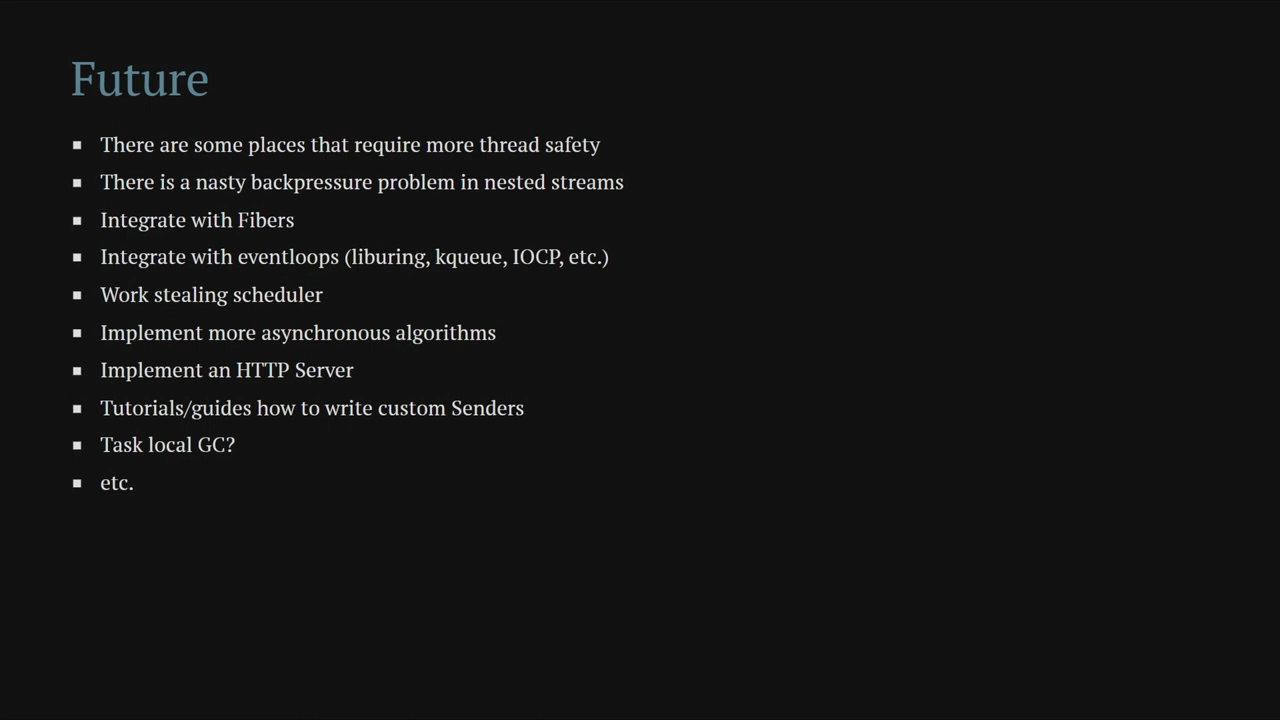 Future
▪ There are some places that require more thread safety
▪ There is a nasty backpressure problem in nested streams
▪ Integrate with Fibers
▪ Integrate with eventloops (liburing, kqueue, IOCP, etc.)
▪ Work stealing scheduler
▪ Implement more asynchronous algorithms
▪ Implement an HTTP Server
▪ Tutorials/guides how to write custom Senders
▪ Task local GC?
▪ etc.